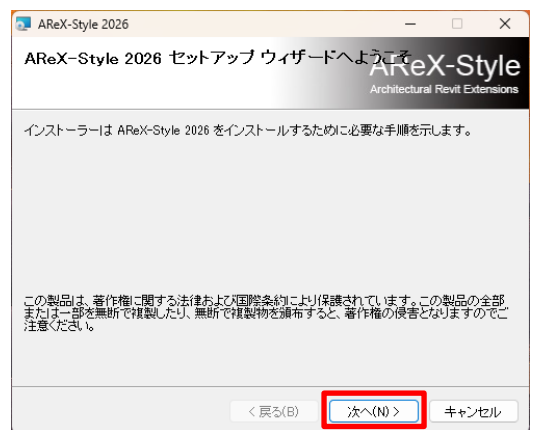 AReX-Style 2026
AReX-Style 2026 セットアップ ウィザードへようこそ
AReX-Style
Architectural Revit Extensions
インストーラーは AReX-Style 2026 をインストールするために必要な手順を示します。
この製品は、著作権に関する法律および国際条約により保護されています。この製品の全部
または一部を無断で複製したり、無断で複製物を頒布すると、著作権の侵害となりますのでご
注意ください。
< 戻る(B)
次へ(N) >
キャンセル